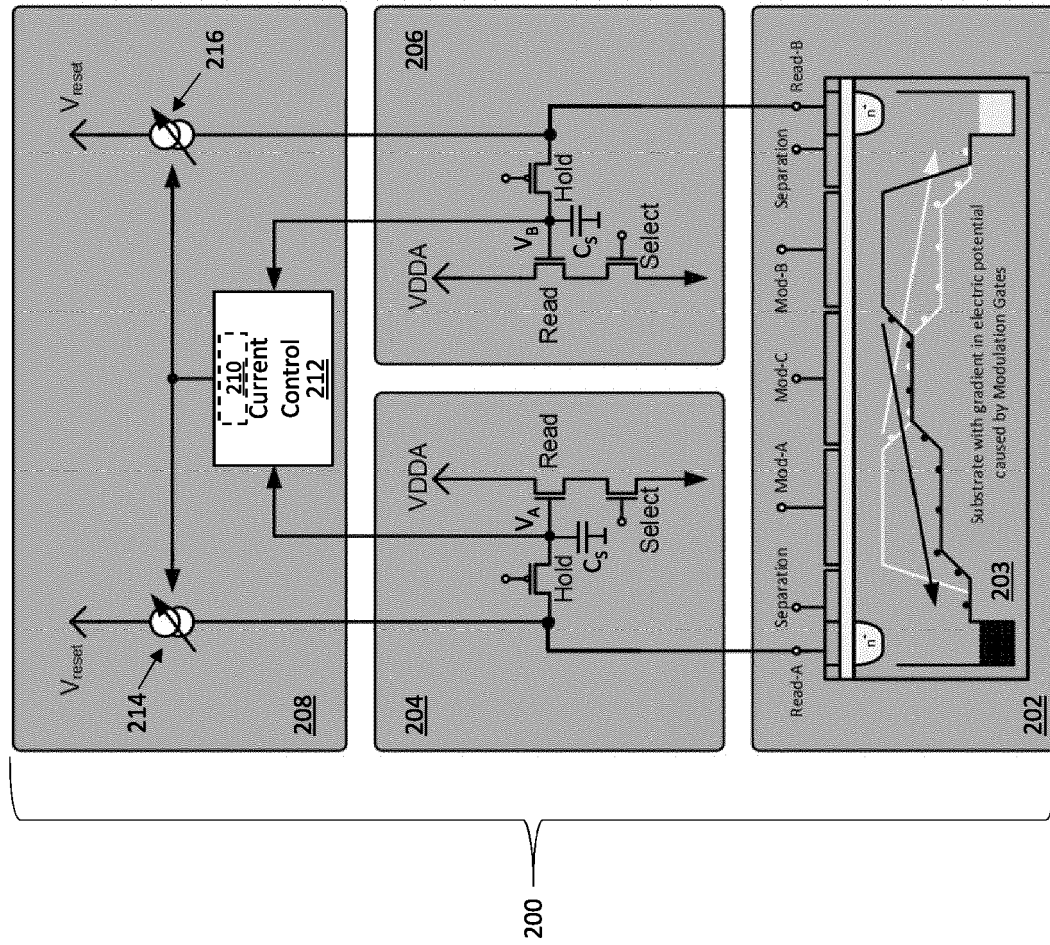 V_reset
V_reset
214
216
210
Current
Control
212
208
VDDA
VDDA
V_A
V_B
Read
Read
Hold
Hold
C_S
C_S
Select
Select
204
206
Read-A
Separation
Mod-A
Mod-C
Mod-B
Separation
Read-B
n+
n+
203
Substrate with gradient in electric potential
caused by Modulation Gates
202
200